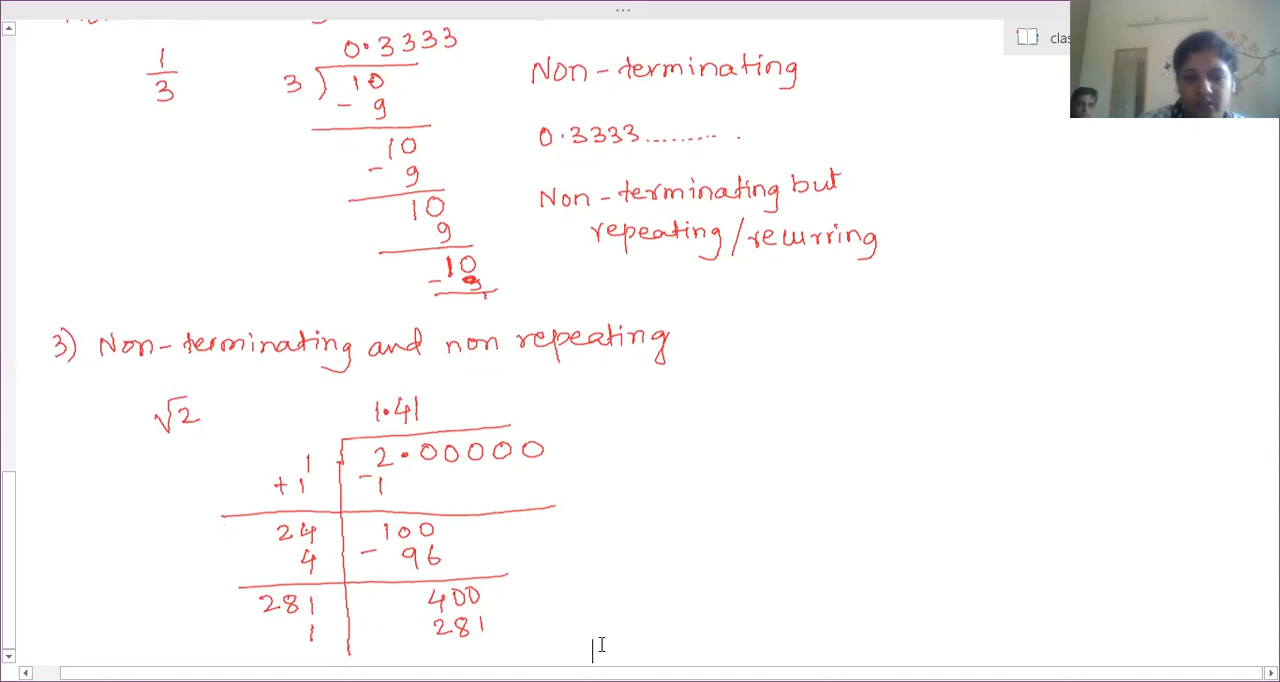 1/3
0.3333
3 ) 10
- 9
10
- 9
10
9
10
- 9
Non-terminating
0.3333......... .
Non-terminating but
repeating/recurring
clas
3) Non-terminating and non repeating
√2
1.41
1 2.00000
+1 -1
24 100
4 - 96
281 400
1 281